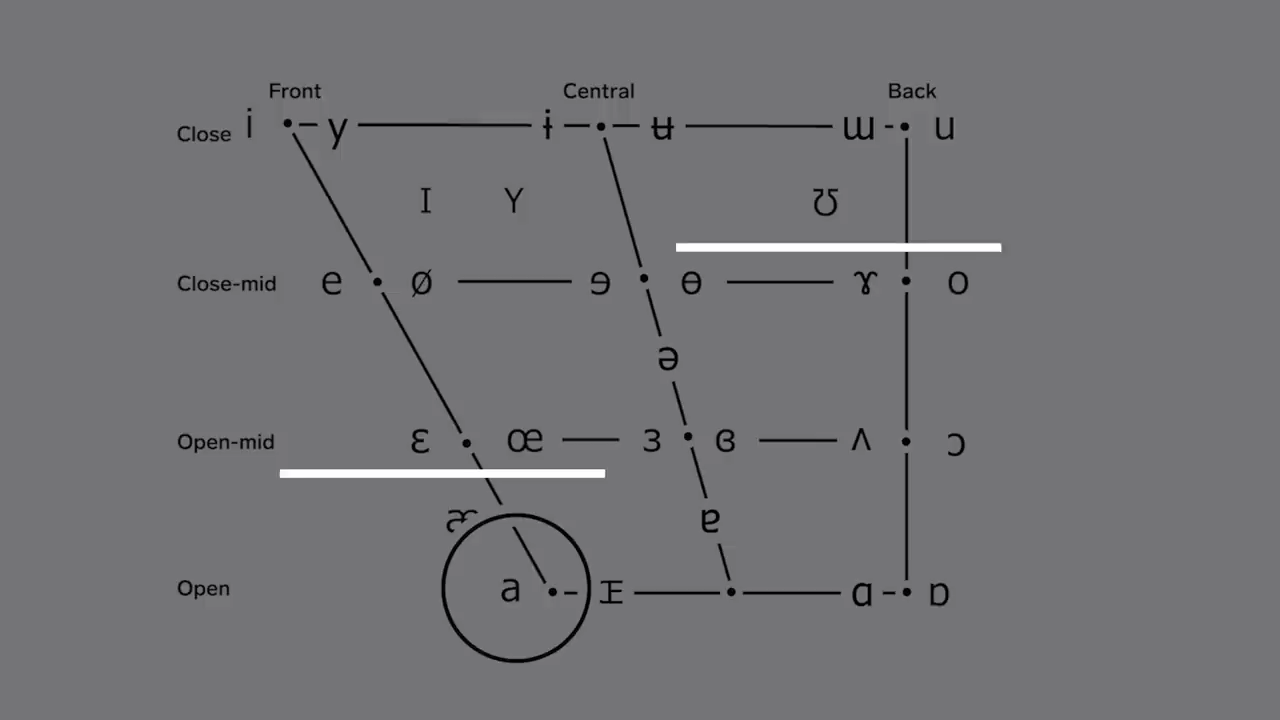 Front Central Back
Close i y ɨ ʉ ɯ u
I Y Ʊ
Close-mid e ø ɘ ɵ ɤ o
ə
Open-mid ɛ œ ɜ ɞ ʌ ɔ
æ ɐ
Open a Œ ɑ ɒ